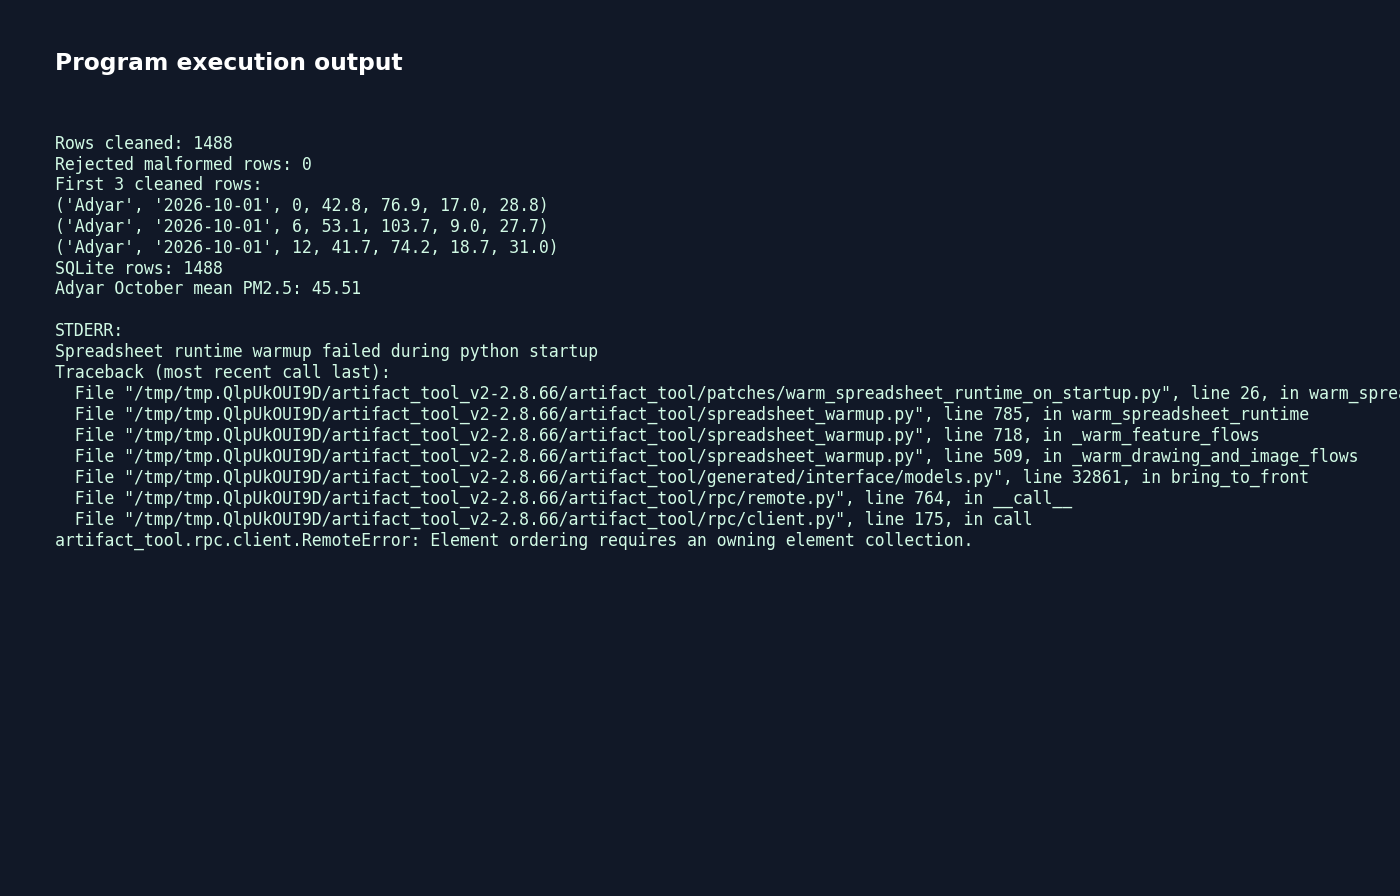 Program execution output
Rows cleaned: 1488
Rejected malformed rows: 0
First 3 cleaned rows:
('Adyar', '2026-10-01', 0, 42.8, 76.9, 17.0, 28.8)
('Adyar', '2026-10-01', 6, 53.1, 103.7, 9.0, 27.7)
('Adyar', '2026-10-01', 12, 41.7, 74.2, 18.7, 31.0)
SQLite rows: 1488
Adyar October mean PM2.5: 45.51
STDERR:
Spreadsheet runtime warmup failed during python startup
Traceback (most recent call last):
  File "/tmp/tmp.QlpUkOUI9D/artifact_tool_v2-2.8.66/artifact_tool/patches/warm_spreadsheet_runtime_on_startup.py", line 26, in warm_spre
  File "/tmp/tmp.QlpUkOUI9D/artifact_tool_v2-2.8.66/artifact_tool/spreadsheet_warmup.py", line 785, in warm_spreadsheet_runtime
  File "/tmp/tmp.QlpUkOUI9D/artifact_tool_v2-2.8.66/artifact_tool/spreadsheet_warmup.py", line 718, in _warm_feature_flows
  File "/tmp/tmp.QlpUkOUI9D/artifact_tool_v2-2.8.66/artifact_tool/spreadsheet_warmup.py", line 509, in _warm_drawing_and_image_flows
  File "/tmp/tmp.QlpUkOUI9D/artifact_tool_v2-2.8.66/artifact_tool/generated/interface/models.py", line 32861, in bring_to_front
  File "/tmp/tmp.QlpUkOUI9D/artifact_tool_v2-2.8.66/artifact_tool/rpc/remote.py", line 764, in __call__
  File "/tmp/tmp.QlpUkOUI9D/artifact_tool_v2-2.8.66/artifact_tool/rpc/client.py", line 175, in call
artifact_tool.rpc.client.RemoteError: Element ordering requires an owning element collection.